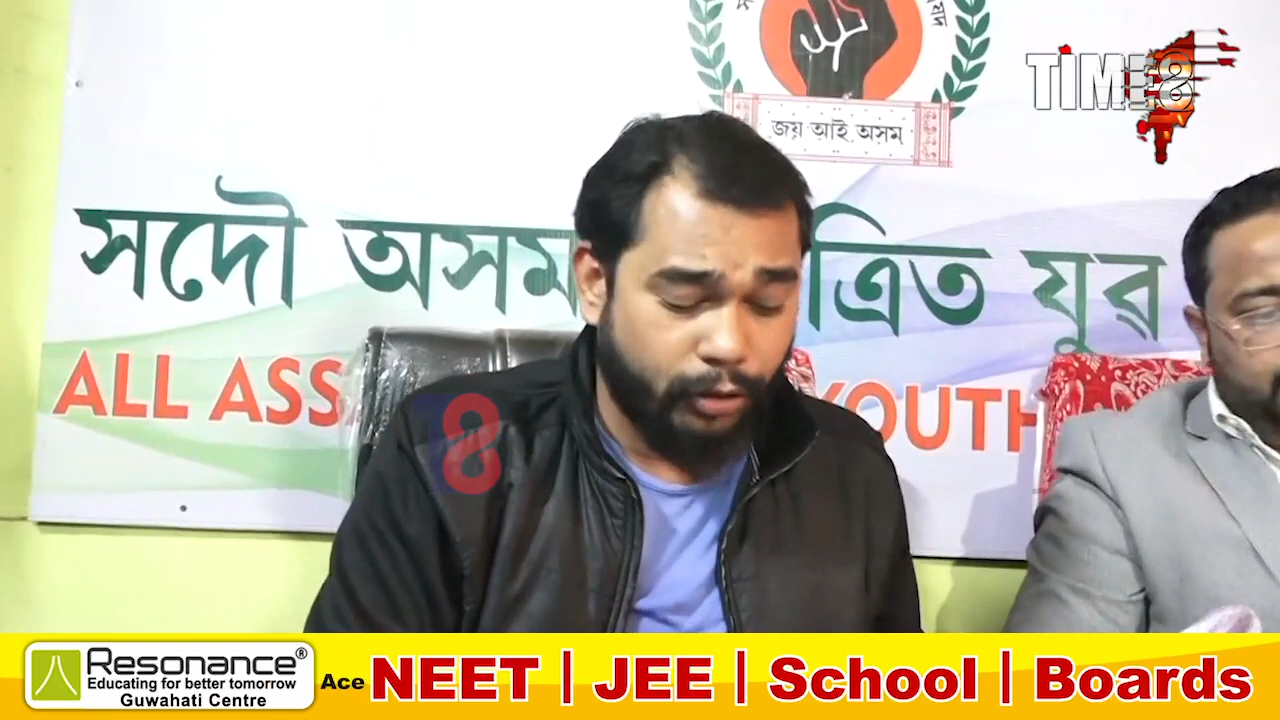 জয় আই অসম
TIME8
সদৌ অসম
ত্ৰিত যুৱ
ALL ASS
YOUTH
8
Resonance®
Educating for better tomorrow
Guwahati Centre
Ace NEET | JEE | School | Boards